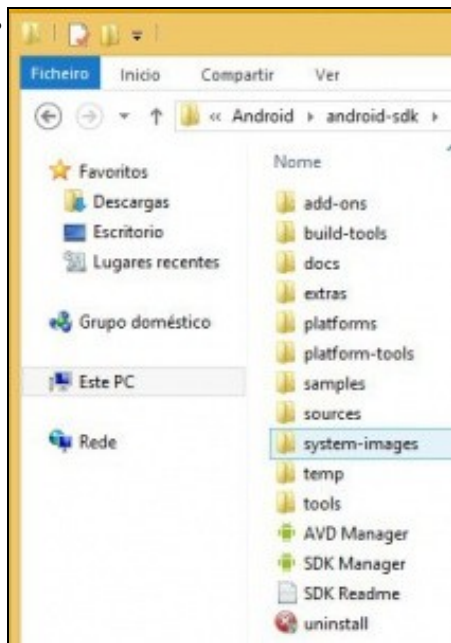 Ficheiro Inicio Compartir Ver
« Android ▸ android-sdk ▸
Favoritos
Descargas
Escritorio
Lugares recentes
Grupo doméstico
Este PC
Rede
Nome
add-ons
build-tools
docs
extras
platforms
platform-tools
samples
sources
system-images
temp
tools
AVD Manager
SDK Manager
SDK Readme
uninstall